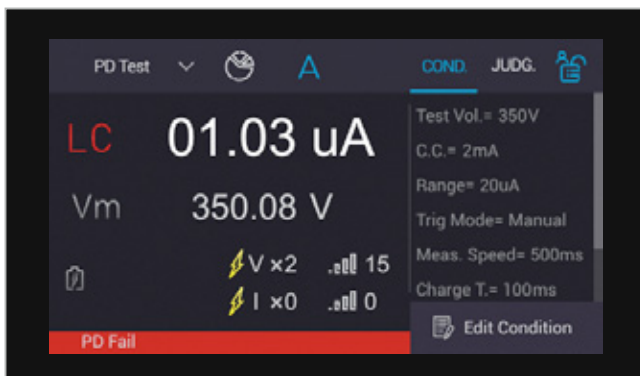 PD Test A COND. JUDG.
LC 01.03 uA
Vm 350.08 V
V ×2 15
I ×0 0
PD Fail
Test Vol.= 350V
C.C.= 2mA
Range= 20uA
Trig Mode= Manual
Meas. Speed= 500ms
Charge T.= 100ms
Edit Condition